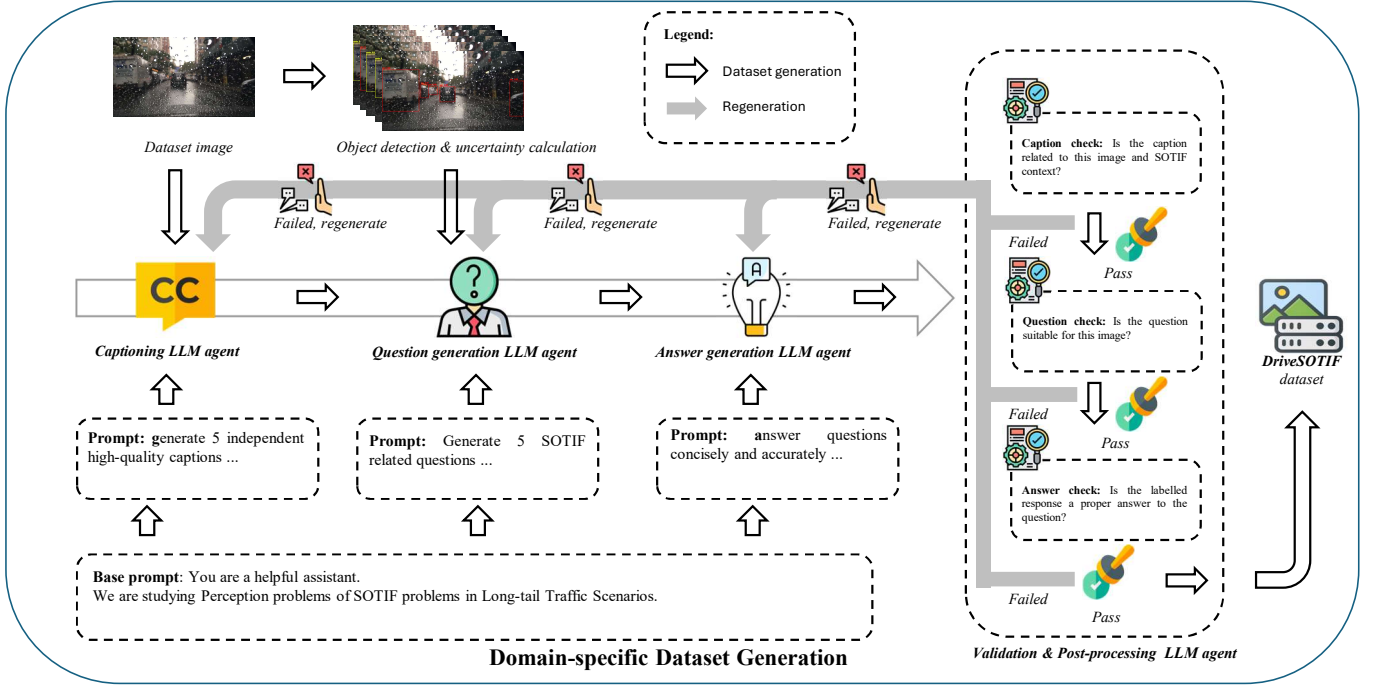 Legend:
Dataset generation
Regeneration
Dataset image
Object detection & uncertainty calculation
Failed, regenerate
Failed, regenerate
Failed, regenerate
CC
?
A
Captioning LLM agent
Question generation LLM agent
Answer generation LLM agent
Prompt: generate 5 independent
high-quality captions ...
Prompt: Generate 5 SOTIF
related questions ...
Prompt: answer questions
concisely and accurately ...
Base prompt: You are a helpful assistant.
We are studying Perception problems of SOTIF problems in Long-tail Traffic Scenarios.
Caption check: Is the caption
related to this image and SOTIF
context?
Failed
Pass
Question check: Is the question
suitable for this image?
Failed
Pass
Answer check: Is the labelled
response a proper answer to the
question?
Failed
Pass
Validation & Post-processing LLM agent
DriveSOTIF
dataset
Domain-specific Dataset Generation